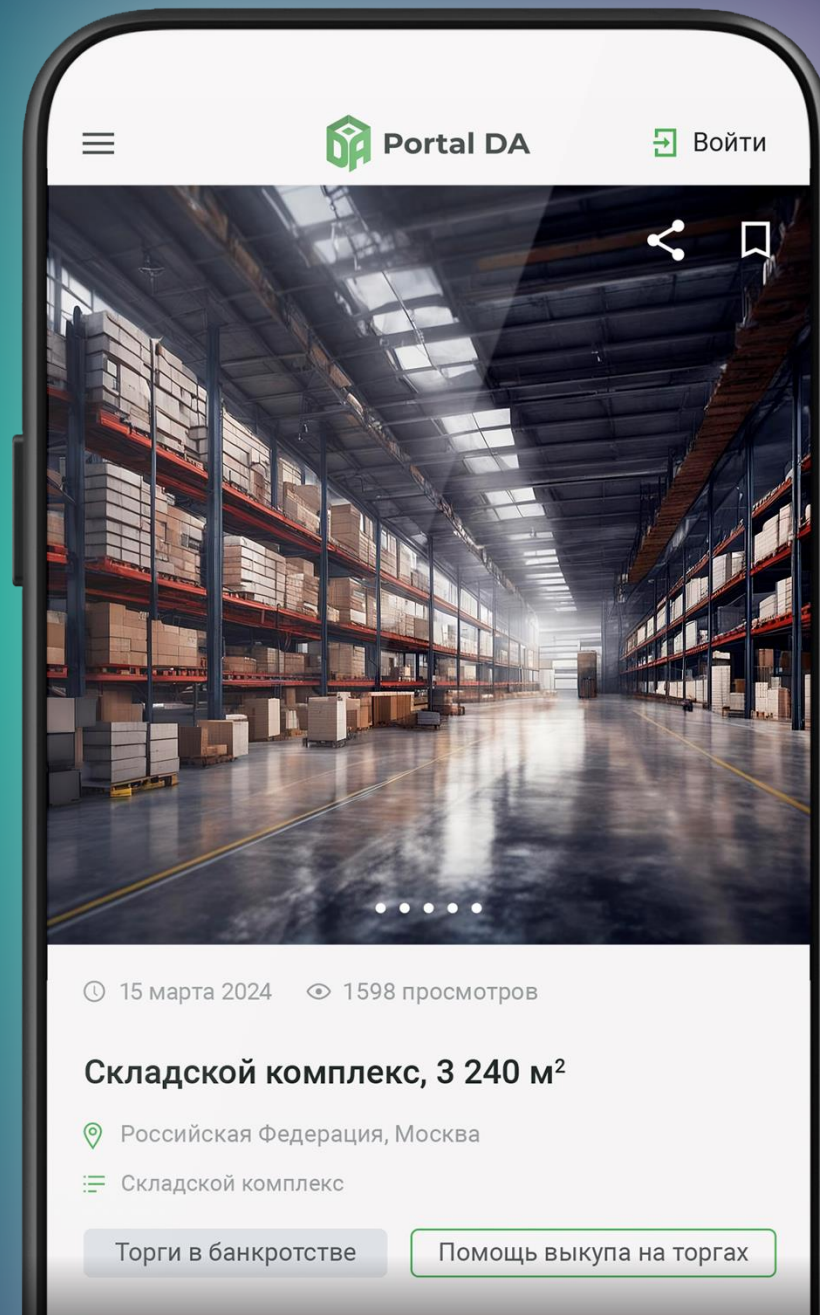 Portal DA
Войти
15 марта 2024 1598 просмотров
Складской комплекс, 3 240 м²
Российская Федерация, Москва
Складской комплекс
Торги в банкротстве Помощь выкупа на торгах